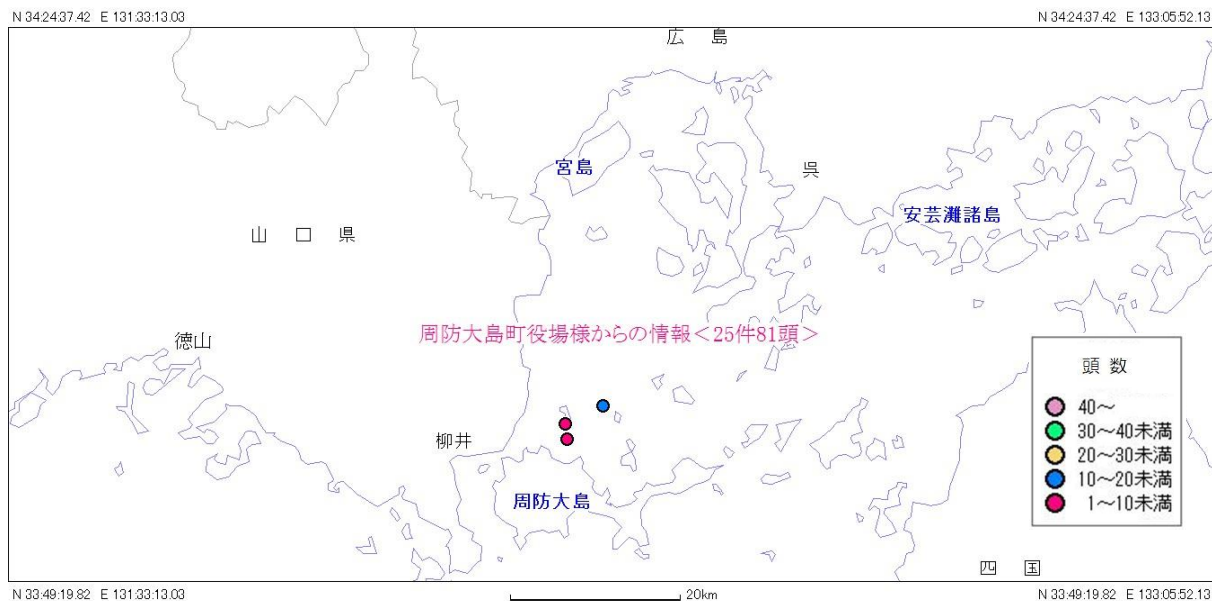 N 34:24:37.42 E 131:33:13.03
N 34:24:37.42 E 133:05:52.13
広 島
宮島
呉
安芸灘諸島
山 口 県
周防大島町役場様からの情報<25件81頭>
徳山
頭 数
40～
30～40未満
20～30未満
10～20未満
1～10未満
柳井
周防大島
四 国
N 33:49:19.82 E 131:33:13.03
20km
N 33:49:19.82 E 133:05:52.13